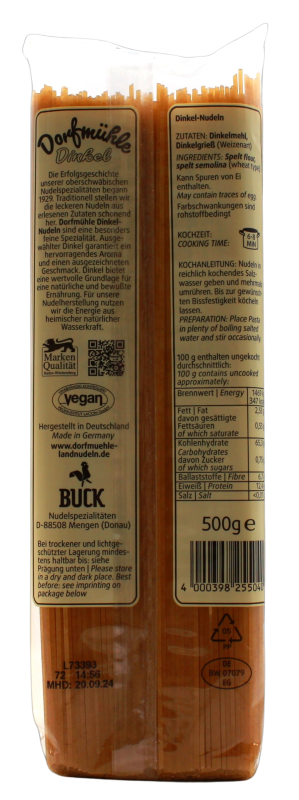 Dorfmühle
Dinkel
Die Erfolgsgeschichte
unserer oberschwäbischen
Nudelspezialitäten begann
1929. Traditionell stellen wir
die leckeren Nudeln aus
erlesenen Zutaten schonend
her. Dorfmühle Dinkel-
Nudeln sind eine besonders
feine Spezialität. Ausge-
wählter Dinkel garantiert ein
hervorragendes Aroma
und einen ausgezeichneten
Geschmack. Dinkel bietet
eine wertvolle Grundlage für
eine natürliche und bewußte
Ernährung. Für unsere
Nudelherstellung nutzen
wir die Energie aus
heimischer natürlicher
Wasserkraft.
Marken
Qualität
vegan
Hergestellt in Deutschland
Made in Germany
www.dorfmuehle-
landnudeln.de
BUCK
Nudelspezialitäten
D-88508 Mengen (Donau)
Bei trockener und lichtge-
schützter Lagerung mindes-
tens haltbar bis: siehe
Prägung unten | Please store
in a dry and dark place. Best
before: see imprinting on
package below
L73393
72 14:56
MHD: 20.09.24
Dinkel-Nudeln
ZUTATEN: Dinkelmehl,
Dinkelgrieß (Weizenart)
INGREDIENTS: Spelt flour,
spelt semolina (wheat type)
Kann Spuren von Ei
enthalten.
May contain traces of egg.
Farbschwankungen sind
rohstoffbedingt
KOCHZEIT:
COOKING TIME:
6-8
MIN
KOCHANLEITUNG: Nudeln in
reichlich kochendes Salz-
wasser geben und mehrmals
umrühren. Bis zur gewünsch-
ten Bissfestigkeit köcheln
lassen.
PREPARATION: Place Pasta
in plenty of boiling salted
water and stir occasionally.
100 g enthalten ungekocht
durchschnittlich:
100 g contains uncooked
approximately:
Brennwert | Energy
347
Fett | Fat
davon gesättigte
Fettsäuren
of which saturate
Kohlenhydrate
Carbohydrates
davon Zucker
of which sugars
Ballaststoffe | Fibre
Eiweiß | Protein
Salz | Salt
500g e
4 000398 255040
05
PP
DE
BW 07079
EG